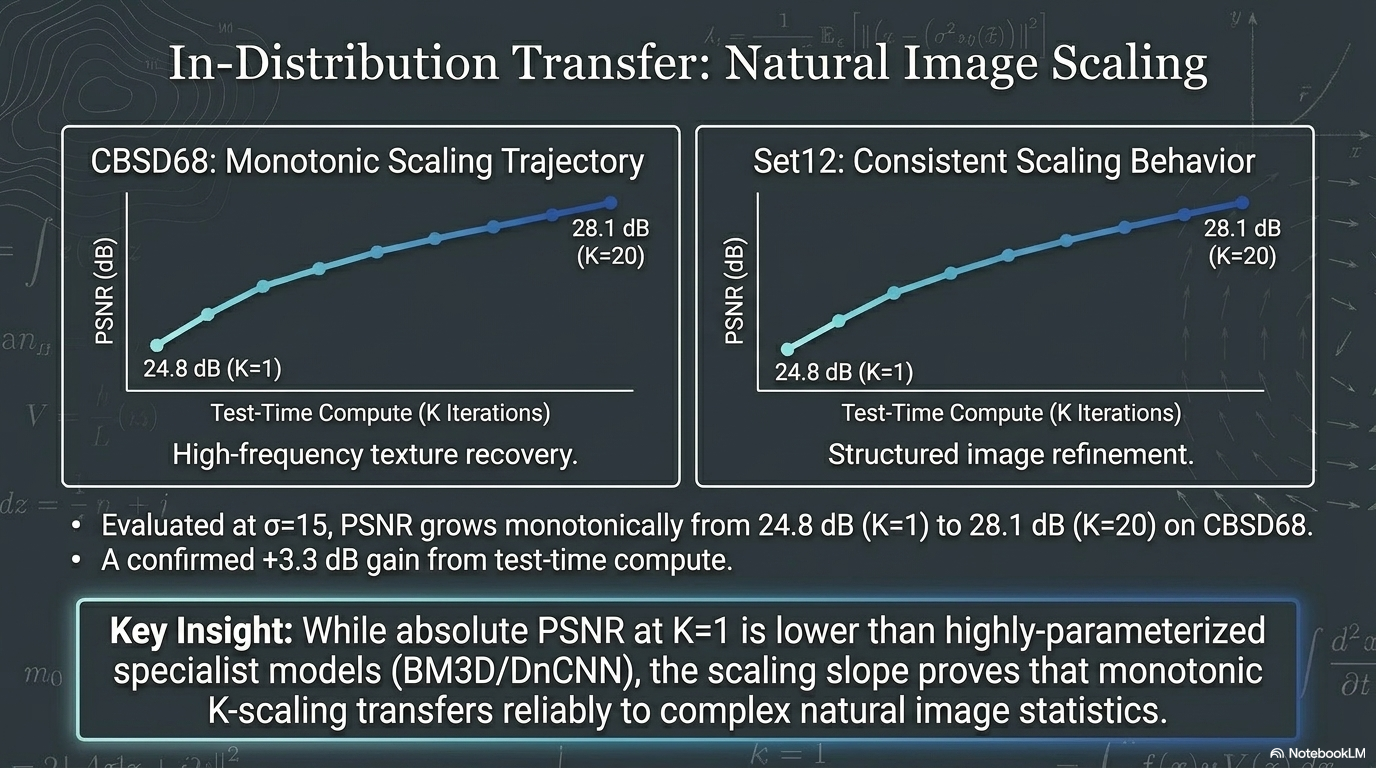 In-Distribution Transfer: Natural Image Scaling
CBSD68: Monotonic Scaling Trajectory
PSNR (dB)
28.1 dB
(K=20)
24.8 dB (K=1)
Test-Time Compute (K Iterations)
High-frequency texture recovery.
Set12: Consistent Scaling Behavior
PSNR (dB)
28.1 dB
(K=20)
24.8 dB (K=1)
Test-Time Compute (K Iterations)
Structured image refinement.
• Evaluated at σ=15, PSNR grows monotonically from 24.8 dB (K=1) to 28.1 dB (K=20) on CBSD68.
• A confirmed +3.3 dB gain from test-time compute.
Key Insight: While absolute PSNR at K=1 is lower than highly-parameterized
specialist models (BM3D/DnCNN), the scaling slope proves that monotonic
K-scaling transfers reliably to complex natural image statistics.
NotebookLM